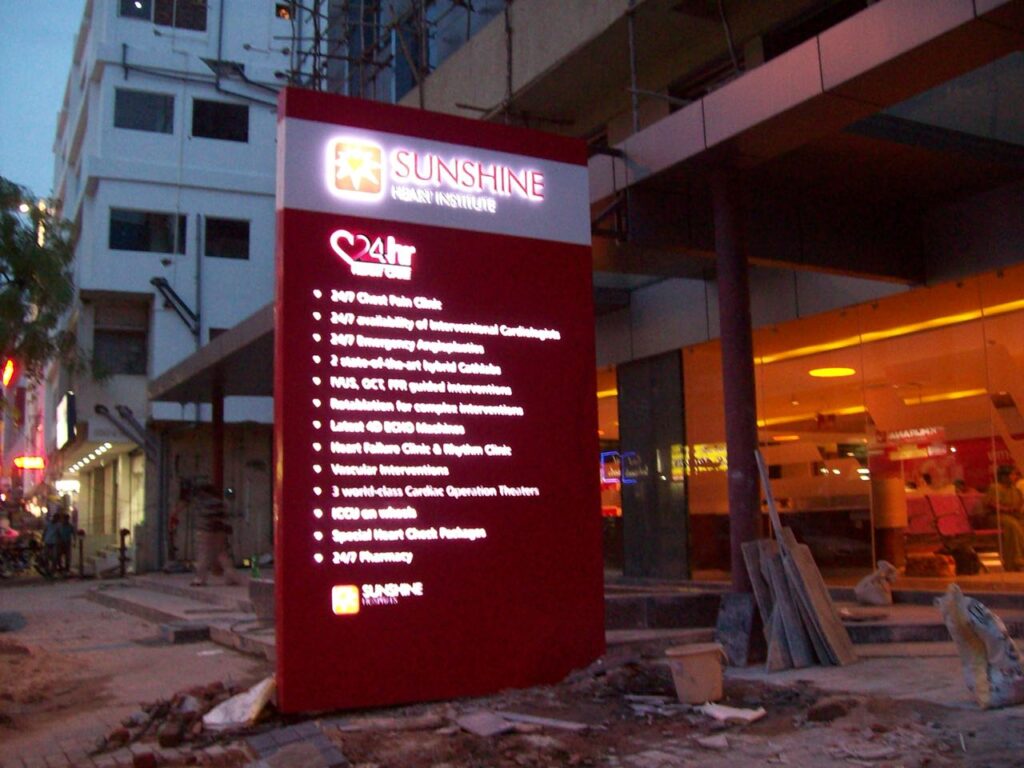 SUNSHINE
HEART INSTITUTE
24hr
HEART CARE
24/7 Chest Pain Clinic
24/7 availability of Interventional Cardiologists
24/7 Emergency Angioplasties
2 state-of-the-art hybrid Cathlabs
IVUS, OCT, FFR guided interventions
Rotablation for complex interventions
Latest 4D ECHO Machines
Heart Failure Clinic & Rhythm Clinic
Vascular Interventions
3 world-class Cardiac Operation Theaters
ICCU on wheels
Special Heart Check Packages
24/7 Pharmacy
SUNSHINE
HOSPITALS